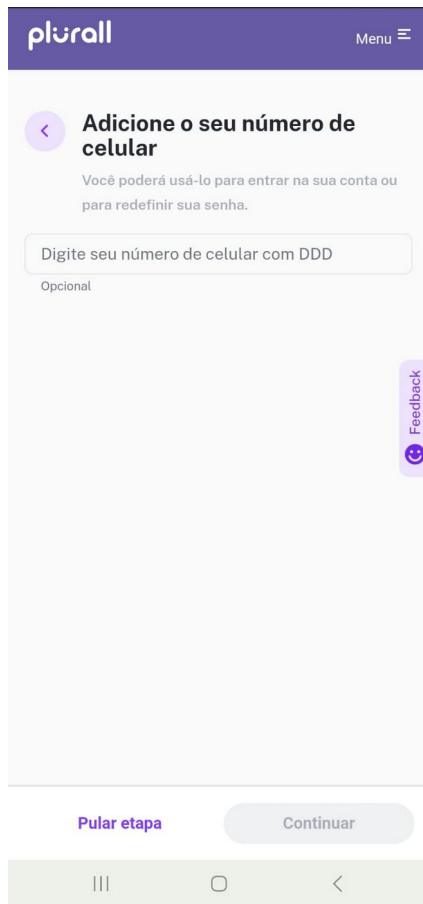 plurall
Menu
Adicione o seu número de
celular
Você poderá usá-lo para entrar na sua conta ou
para redefinir sua senha.
Digite seu número de celular com DDD
Opcional
Feedback
Pular etapa
Continuar